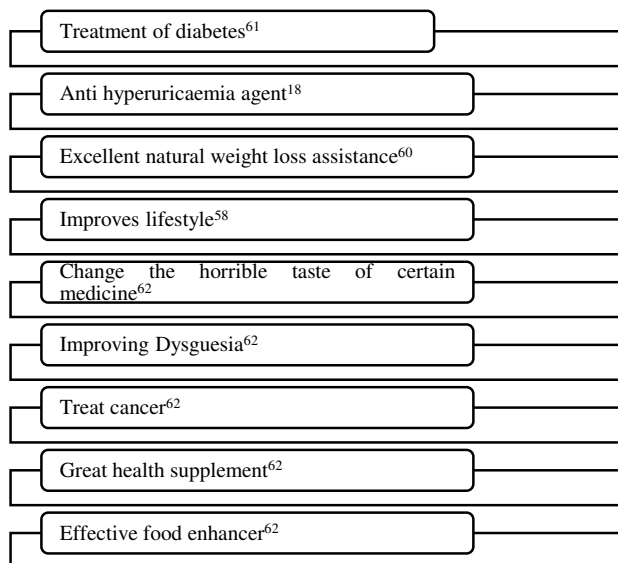 Treatment of diabetes⁶¹
Anti hyperuricaemia agent¹⁸
Excellent natural weight loss assistance⁶⁰
Improves lifestyle⁵⁸
Change the horrible taste of certain
medicine⁶²
Improving Dysguesia⁶²
Treat cancer⁶²
Great health supplement⁶²
Effective food enhancer⁶²